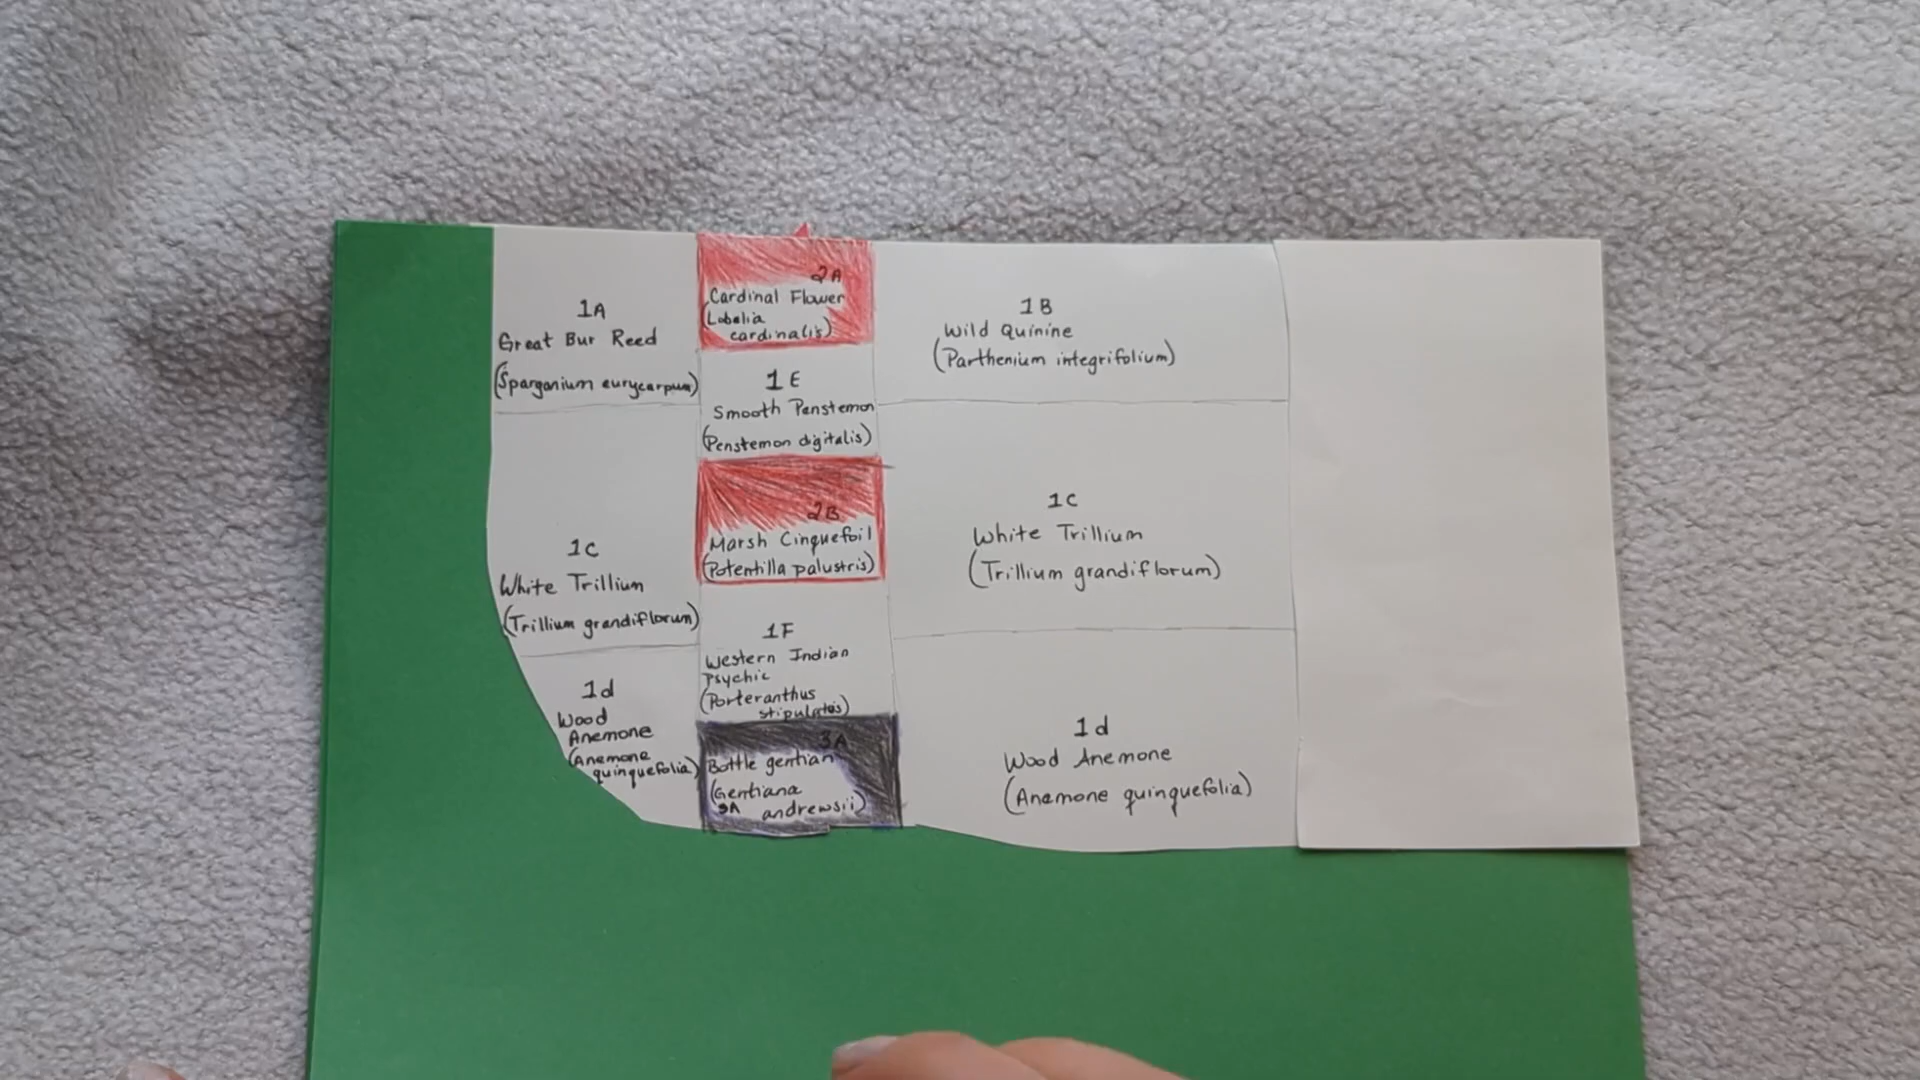 1A
Great Bur Reed
(Sparganium eurycarpum)
1C
White Trillium
(Trillium grandiflorum)
1d
Wood
Anemone
(Anemone
quinquefolia)
2A
Cardinal Flower
(Lobelia
cardinalis)
1E
Smooth Penstemon
(Penstemon digitalis)
2B
Marsh Cinquefoil
(Potentilla palustris)
1F
Western Indian
Psychic
(Porteranthus
stipulatus)
3A
Bottle gentian
(Gentiana
3A andrewsii)
1B
Wild Quinine
(Parthenium integrifolium)
1C
White Trillium
(Trillium grandiflorum)
1d
Wood Anemone
(Anemone quinquefolia)